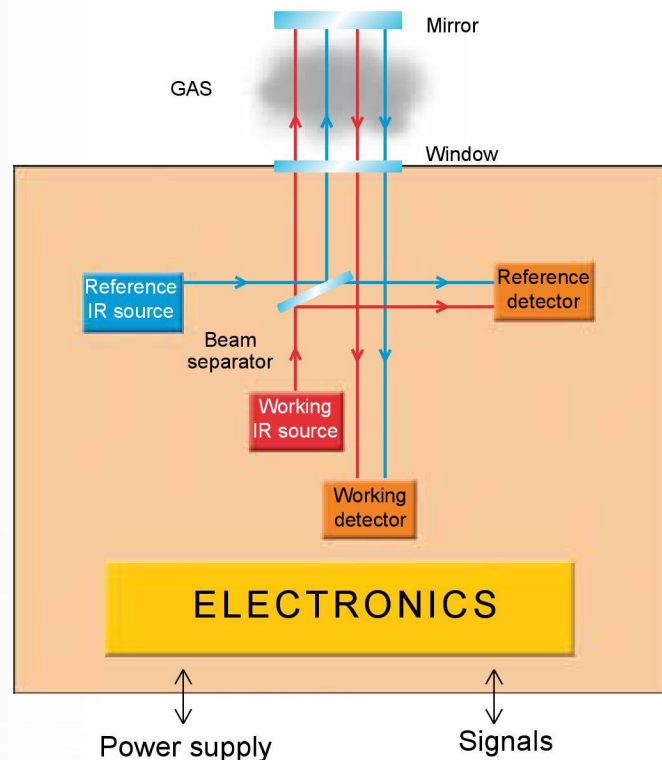 Mirror
GAS
Window
Reference
IR source
Reference
detector
Beam
separator
Working
IR source
Working
detector
ELECTRONICS
Power supply
Signals